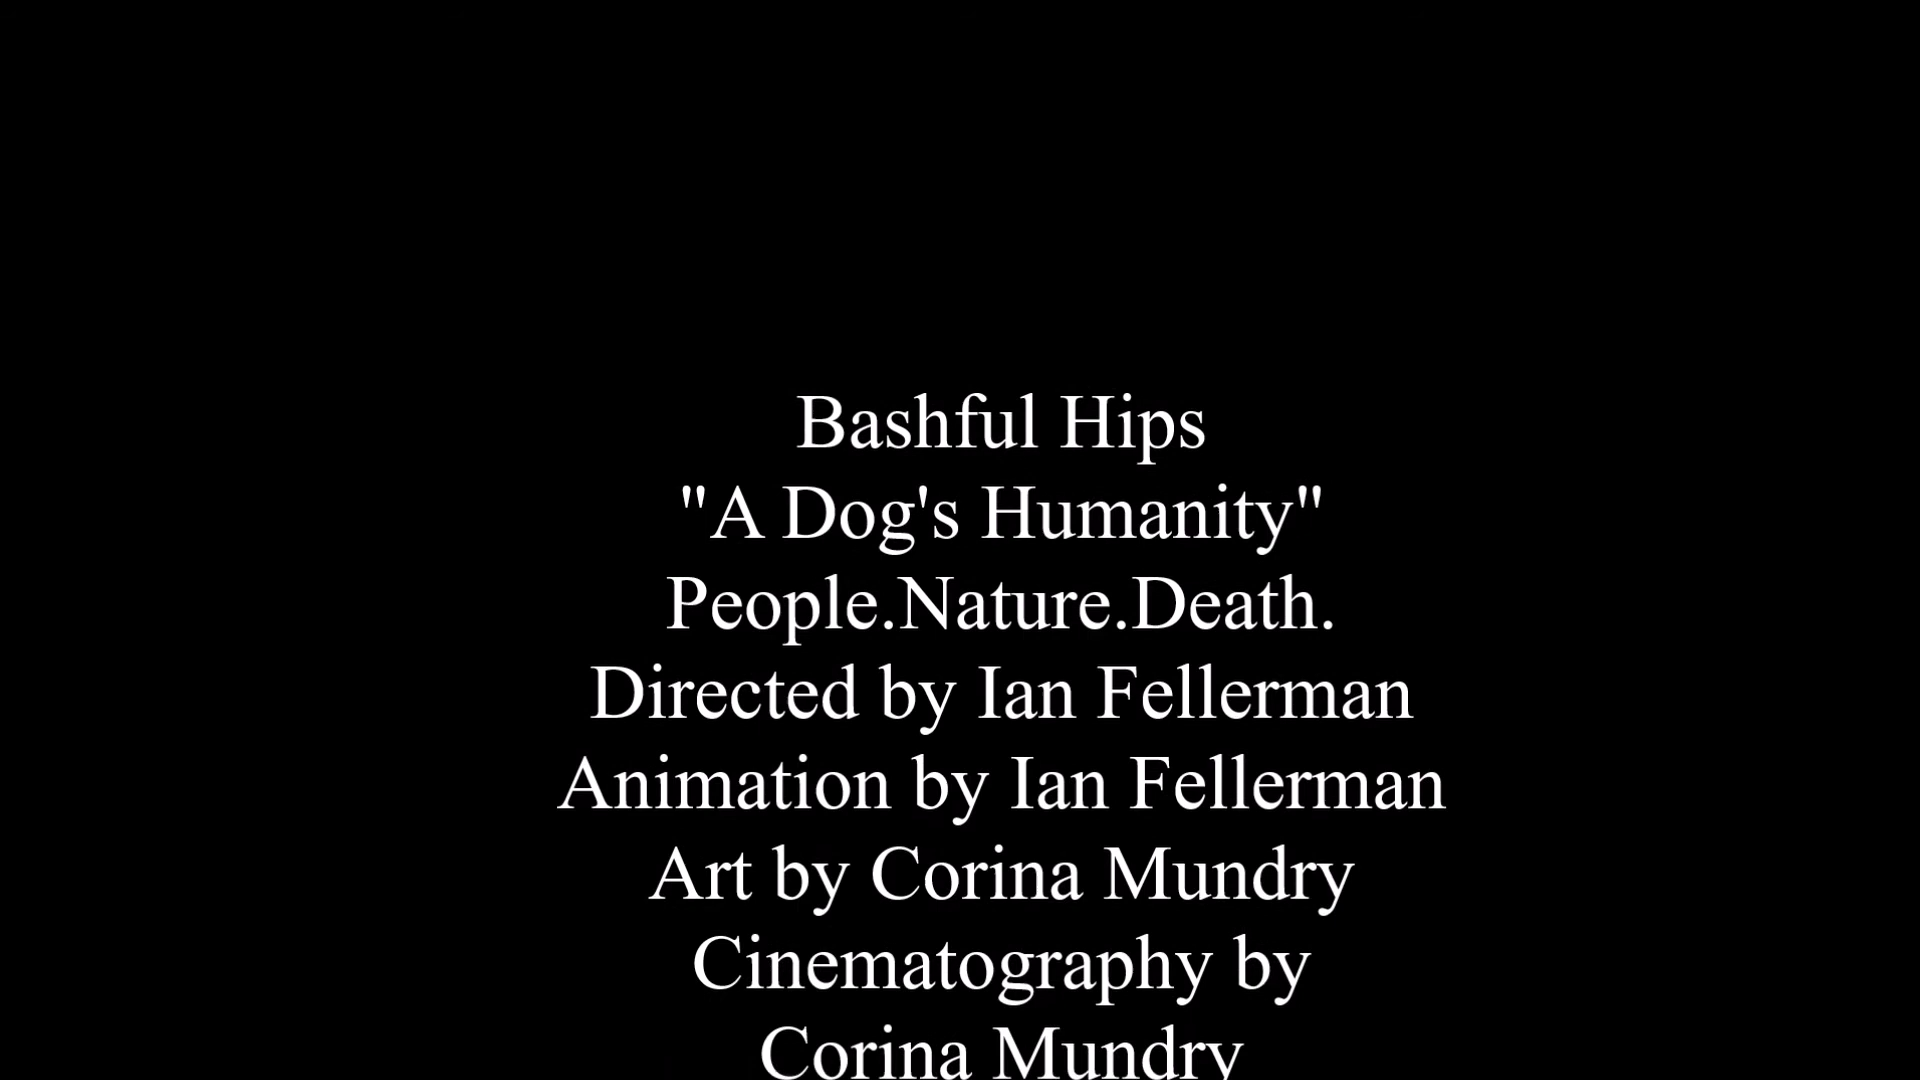 Bashful Hips
"A Dog's Humanity"
People.Nature.Death.
Directed by Ian Fellerman
Animation by Ian Fellerman
Art by Corina Mundry
Cinematography by
Corina Mundry